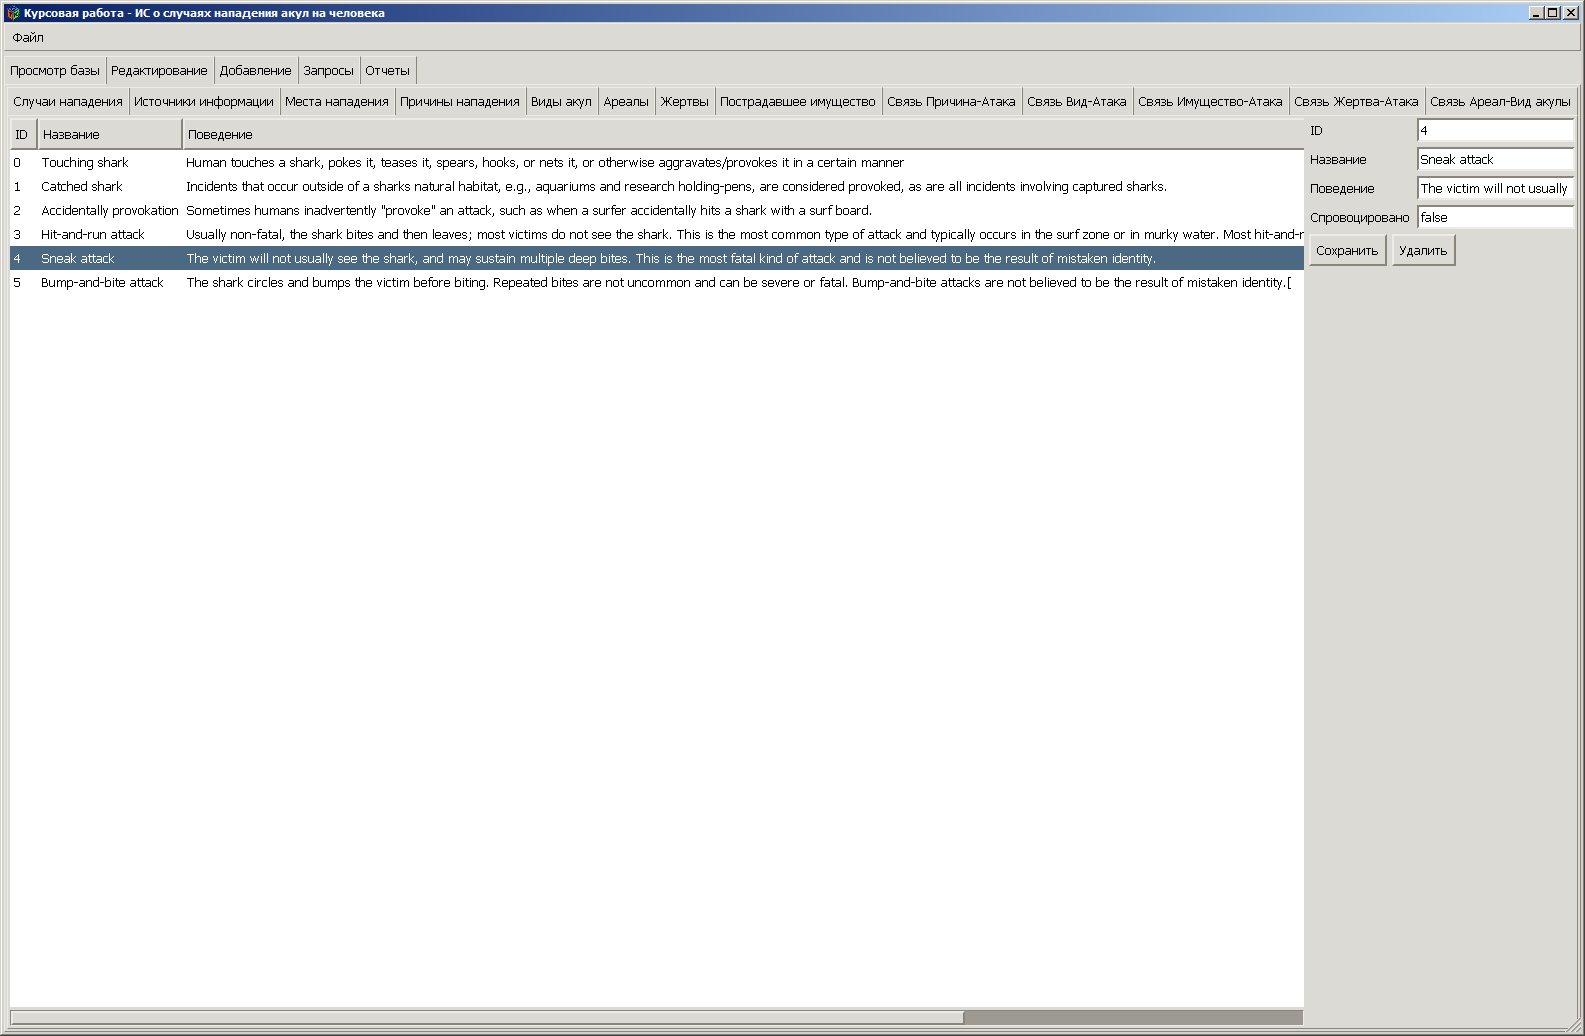 Курсовая работа - ИС о случаях нападения акул на человека
Файл
Просмотр базы Редактирование Добавление Запросы Отчеты
Случаи нападения Источники информации Места нападения Причины нападения Виды акул Ареалы Жертвы Пострадавшее имущество Связь Причина-Атака Связь Вид-Атака Связь Имущество-Атака Связь Жертва-Атака Связь Ареал-Вид акулы
ID Название Поведение
0 Touching shark Human touches a shark, pokes it, teases it, spears, hooks, or nets it, or otherwise aggravates/provokes it in a certain manner
1 Catched shark Incidents that occur outside of a sharks natural habitat, e.g., aquariums and research holding-pens, are considered provoked, as are all incidents involving captured sharks.
2 Accidentally provokation Sometimes humans inadvertently "provoke" an attack, such as when a surfer accidentally hits a shark with a surf board.
3 Hit-and-run attack Usually non-fatal, the shark bites and then leaves; most victims do not see the shark. This is the most common type of attack and typically occurs in the surf zone or in murky water. Most hit-and-r
4 Sneak attack The victim will not usually see the shark, and may sustain multiple deep bites. This is the most fatal kind of attack and is not believed to be the result of mistaken identity.
5 Bump-and-bite attack The shark circles and bumps the victim before biting. Repeated bites are not uncommon and can be severe or fatal. Bump-and-bite attacks are not believed to be the result of mistaken identity.[
ID 4
Название Sneak attack
Поведение The victim will not usually
Спровоцировано false
Сохранить Удалить